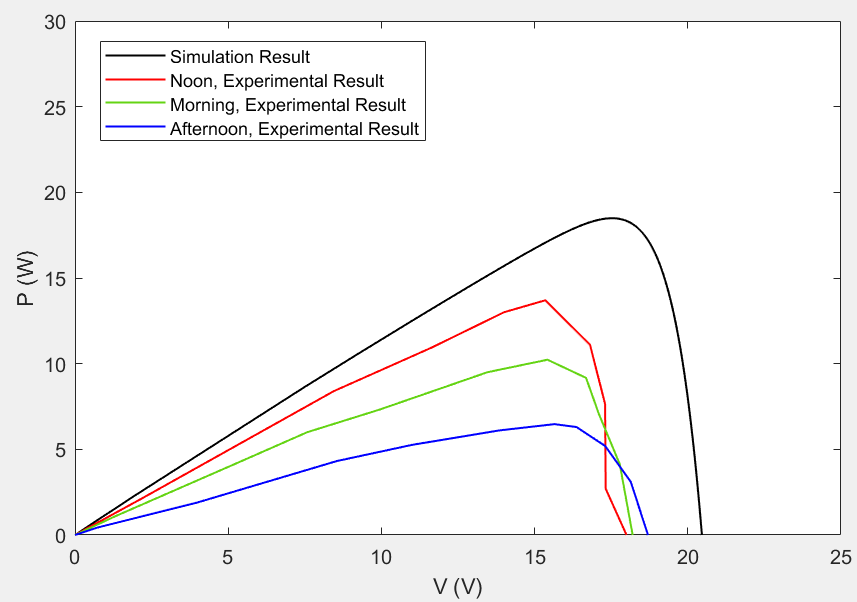 30
25
20
15
10
5
0
P (W)
Simulation Result
Noon, Experimental Result
Morning, Experimental Result
Afternoon, Experimental Result
0 5 10 15 20 25
V (V)